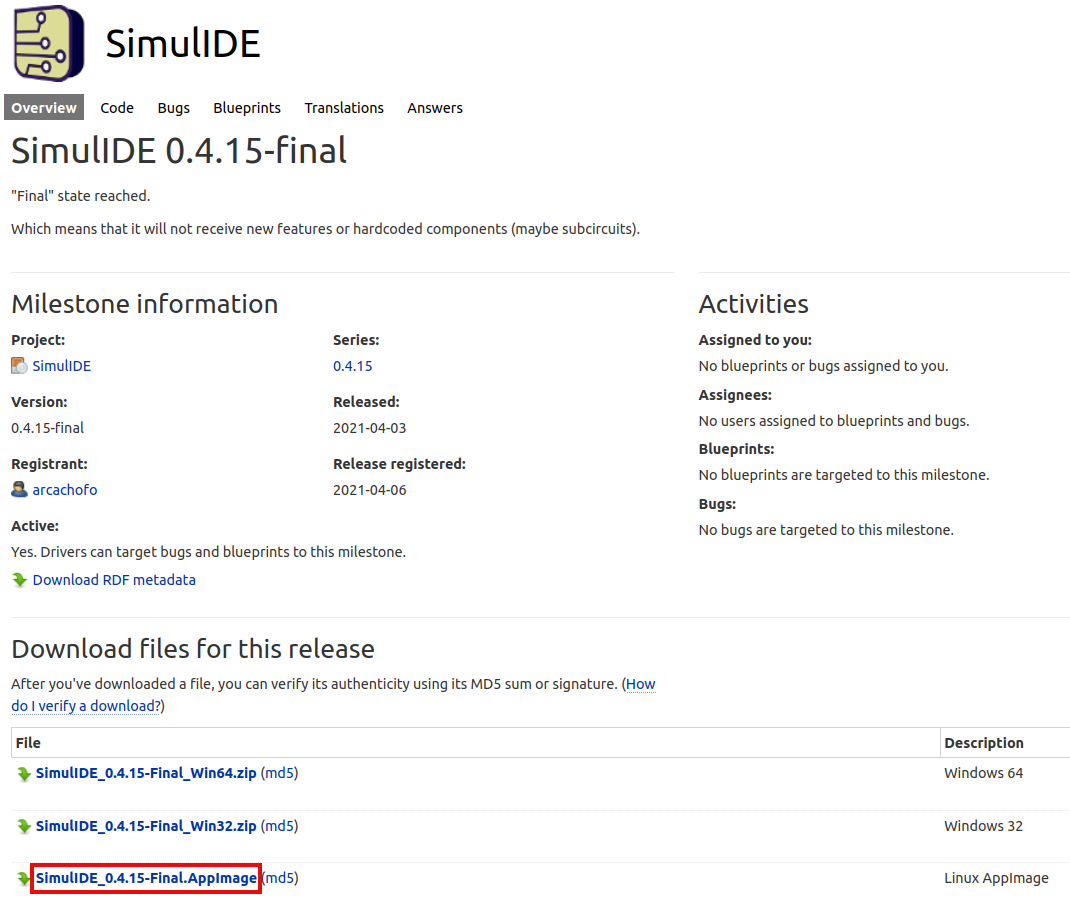 SimulIDE
Overview Code Bugs Blueprints Translations Answers
SimulIDE 0.4.15-final
"Final" state reached.
Which means that it will not receive new features or hardcoded components (maybe subcircuits).
Milestone information
Project:
SimulIDE
Series:
0.4.15
Version:
0.4.15-final
Released:
2021-04-03
Registrant:
arcachofo
Release registered:
2021-04-06
Active:
Yes. Drivers can target bugs and blueprints to this milestone.
Download RDF metadata
Activities
Assigned to you:
No blueprints or bugs assigned to you.
Assignees:
No users assigned to blueprints and bugs.
Blueprints:
No blueprints are targeted to this milestone.
Bugs:
No bugs are targeted to this milestone.
Download files for this release
After you've downloaded a file, you can verify its authenticity using its MD5 sum or signature. (How
do I verify a download?)
File Description
SimulIDE_0.4.15-Final_Win64.zip (md5) Windows 64
SimulIDE_0.4.15-Final_Win32.zip (md5) Windows 32
SimulIDE_0.4.15-Final.AppImage (md5) Linux AppImage